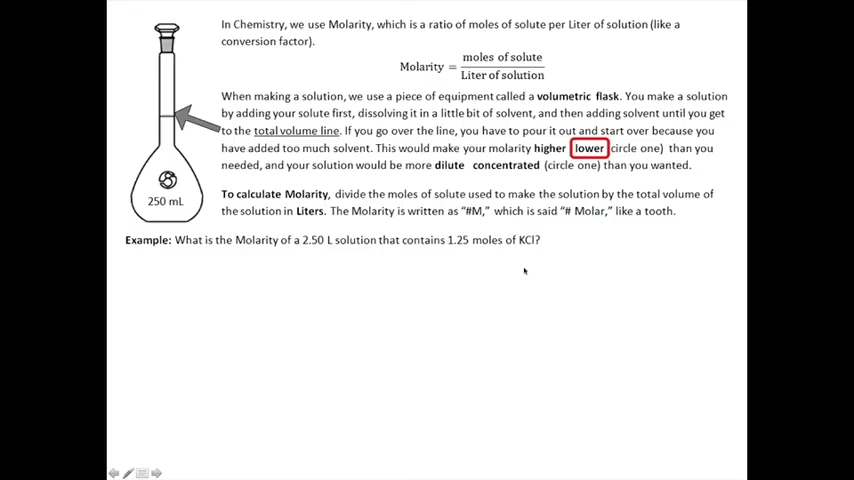 In Chemistry, we use Molarity, which is a ratio of moles of solute per Liter of solution (like a
conversion factor).
Molarity = moles of solute
Liter of solution
When making a solution, we use a piece of equipment called a volumetric flask. You make a solution
by adding your solute first, dissolving it in a little bit of solvent, and then adding solvent until you get
to the total volume line. If you go over the line, you have to pour it out and start over because you
have added too much solvent. This would make your molarity higher lower (circle one) than you
needed, and your solution would be more dilute concentrated (circle one) than you wanted.
250 mL
To calculate Molarity, divide the moles of solute used to make the solution by the total volume of
the solution in Liters. The Molarity is written as “#M,” which is said “# Molar,” like a tooth.
Example: What is the Molarity of a 2.50 L solution that contains 1.25 moles of KCl?